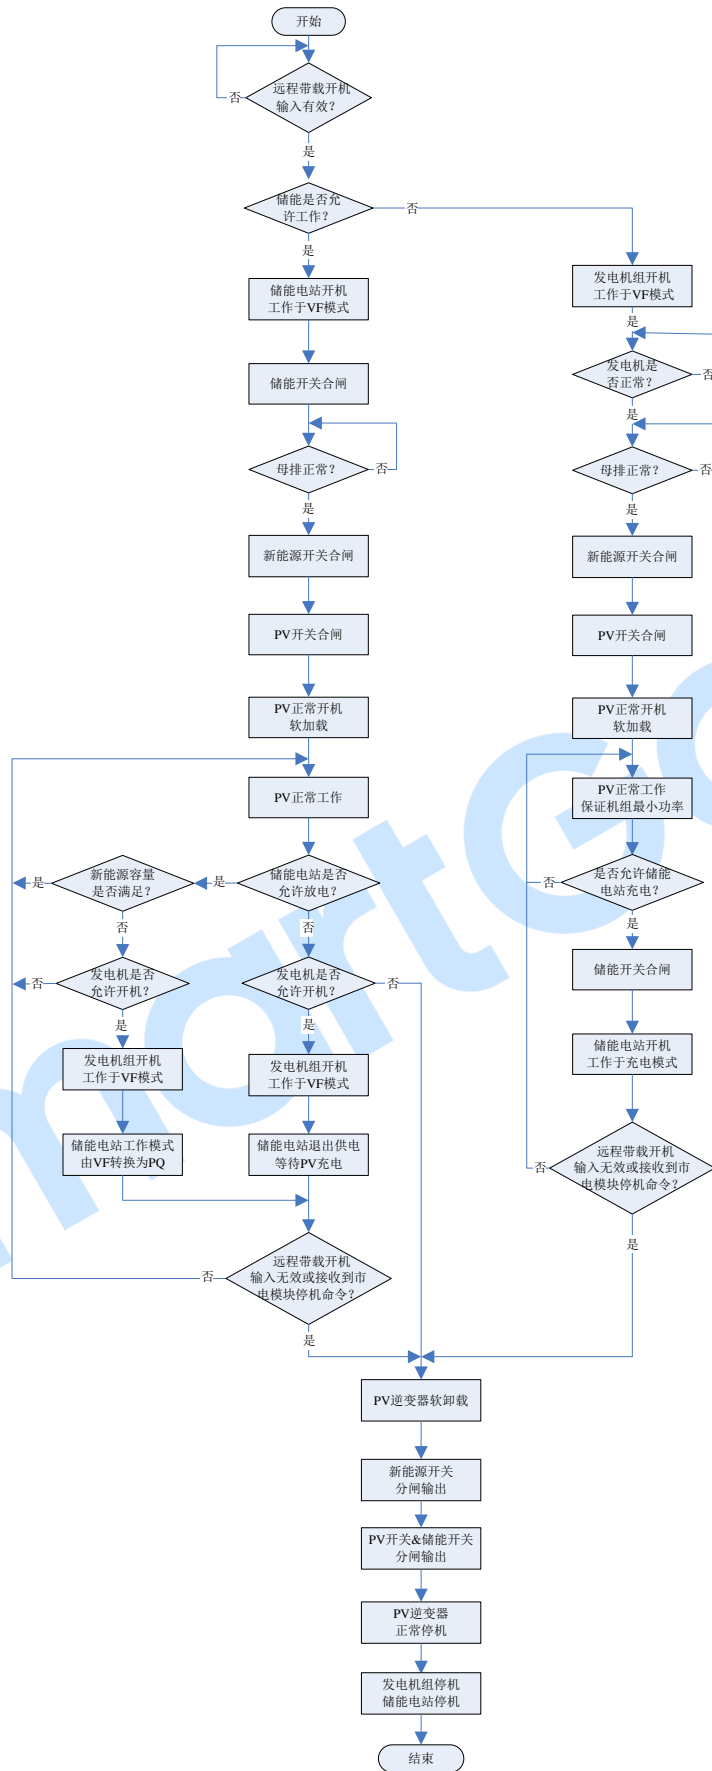 开始
远程带载开机
输入有效？
否
是
储能是否允
许工作？
否
是
储能电站开机
工作于VF模式
储能开关合闸
母排正常？
否
是
新能源开关合闸
PV开关合闸
PV正常开机
软加载
PV正常工作
储能电站是否
允许放电？
是
否
新能源容量
是否满足？
是
否
发电机是否
允许开机？
否
是
发电机组开机
工作于VF模式
储能电站工作模式
由VF转换为PQ
发电机是否
允许开机？
否
是
发电机组开机
工作于VF模式
储能电站退出供电
等待PV充电
远程带载开机
输入无效或接收到市
电模块停机命令？
否
是
发电机组开机
工作于VF模式
是
发电机是
否正常？
否
是
母排正常？
否
是
新能源开关合闸
PV开关合闸
PV正常开机
软加载
PV正常工作
保证机组最小功率
是否允许储能
电站充电？
否
是
储能开关合闸
储能电站开机
工作于充电模式
远程带载开机
输入无效或接收到市
电模块停机命令？
否
是
PV逆变器软卸载
新能源开关
分闸输出
PV开关&储能开关
分闸输出
PV逆变器
正常停机
发电机组停机
储能电站停机
结束